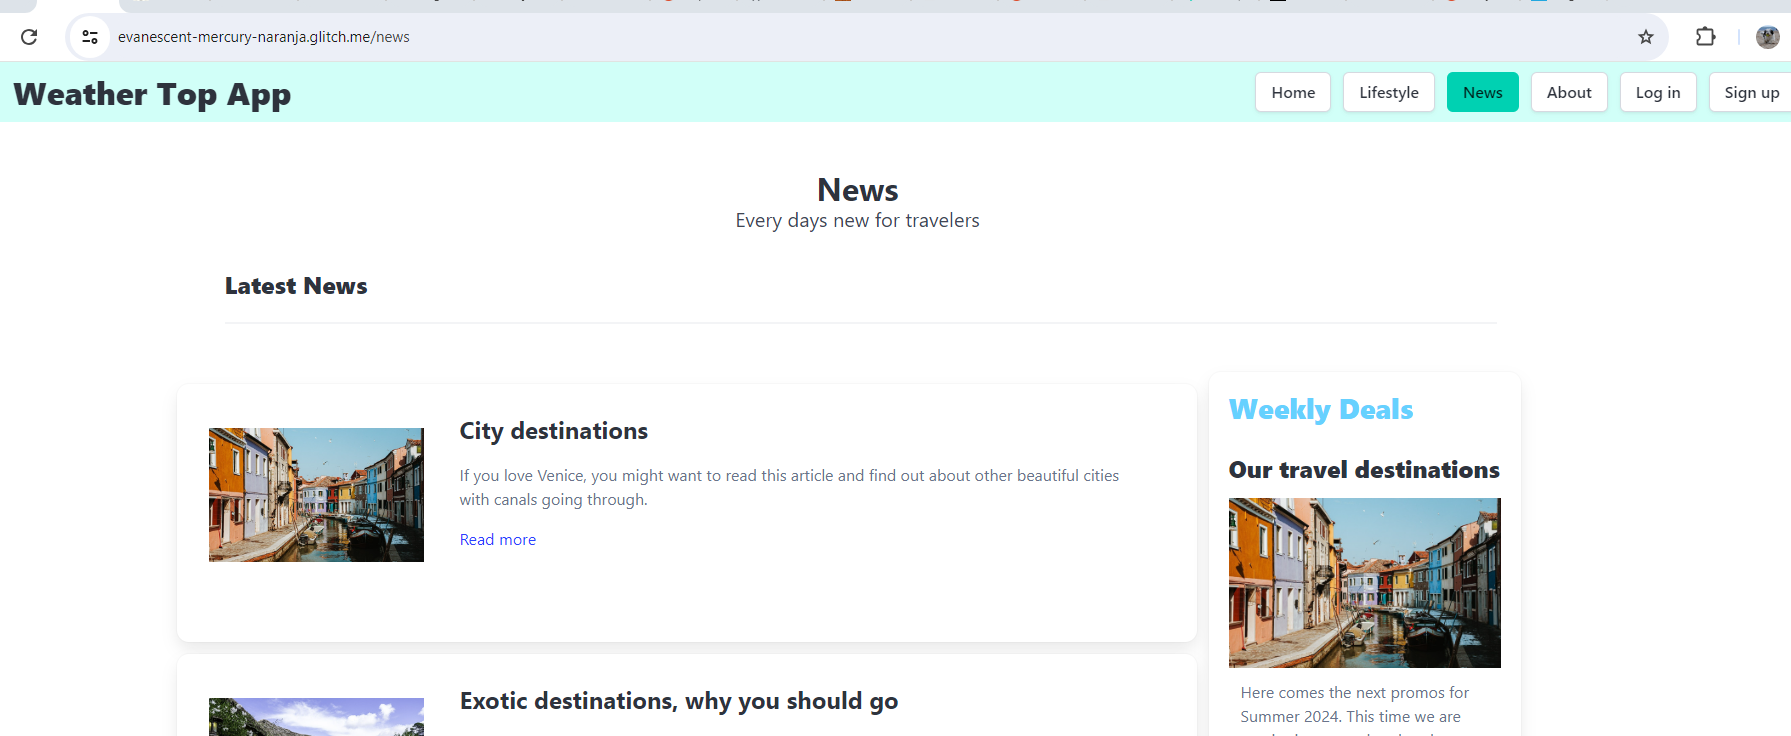 evanescent-mercury-naranja.glitch.me/news
Weather Top App
Home Lifestyle News About Log in Sign up
News
Every days new for travelers
Latest News
City destinations
If you love Venice, you might want to read this article and find out about other beautiful cities
with canals going through.
Read more
Exotic destinations, why you should go
Weekly Deals
Our travel destinations
Here comes the next promos for
Summer 2024. This time we are